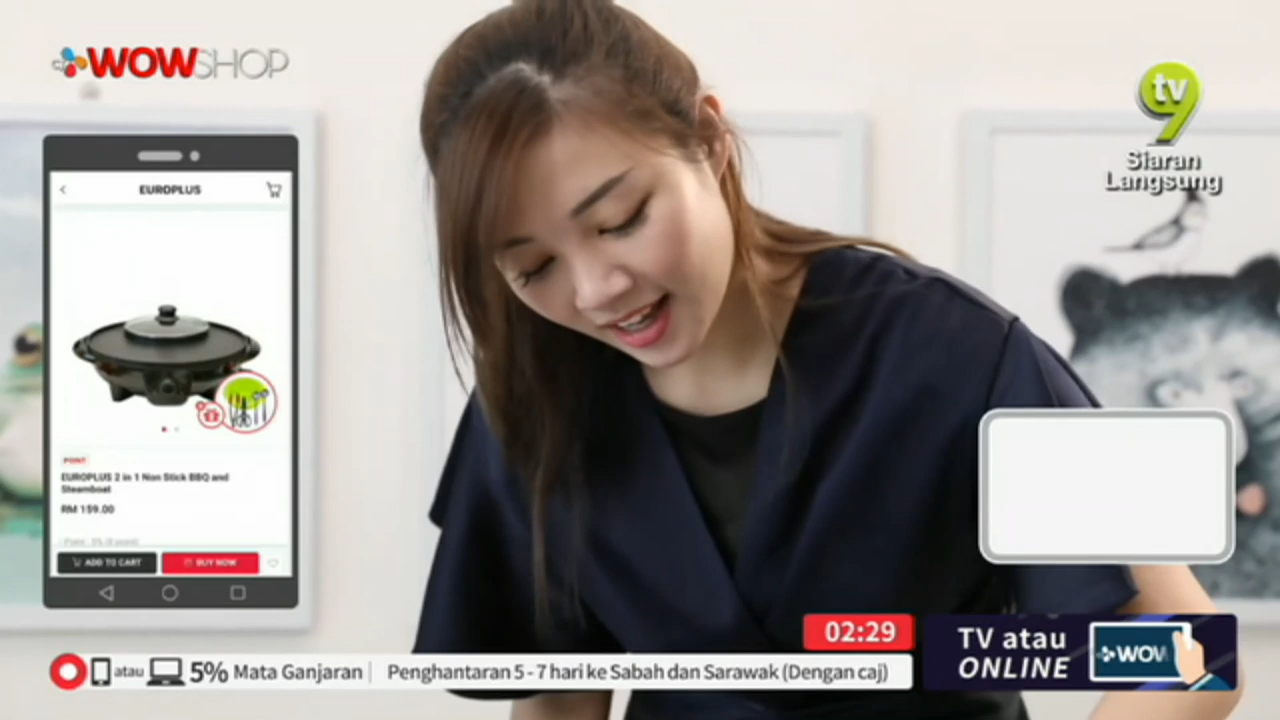 WOWSHOP
tv9
Siaran
Langsung
EUROPLUS
POINT
EUROPLUS 2 in 1 Non Stick BBQ and
Steamboat
RM 159.00
ADD TO CART
BUY NOW
02:29
atau 5% Mata Ganjaran Penghantaran 5 - 7 hari ke Sabah dan Sarawak (Dengan caj)
TV atau
ONLINE
WOW